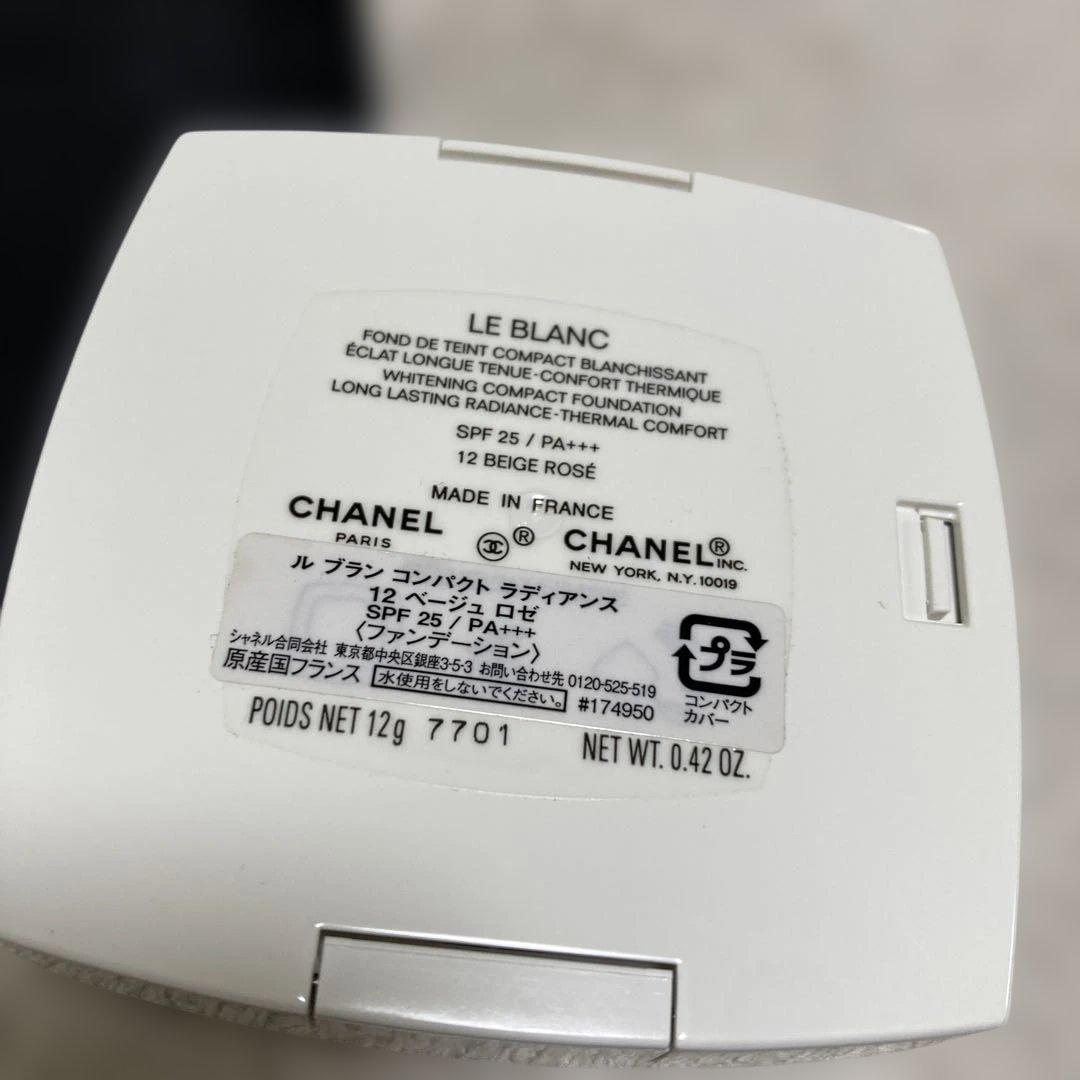 LE BLANC
FOND DE TEINT COMPACT BLANCHISSANT
ÉCLAT LONGUE TENUE-CONFORT THERMIQUE
WHITENING COMPACT FOUNDATION
LONG LASTING RADIANCE-THERMAL COMFORT
SPF 25 / PA+++
12 BEIGE ROSÉ
MADE IN FRANCE
CHANEL
PARIS
®
CHANEL® INC.
NEW YORK, N.Y. 10019
ル ブラン コンパクト ラディアンス
12 ベージュ ロゼ
SPF 25 / PA+++
〈ファンデーション〉
シャネル合同会社 東京都中央区銀座3-5-3 お問い合わせ先 0120-525-519
原産国フランス 水使用をしないでください。 #174950
プラ
コンパクト
カバー
POIDS NET 12g 7701 NET WT. 0.42 OZ.